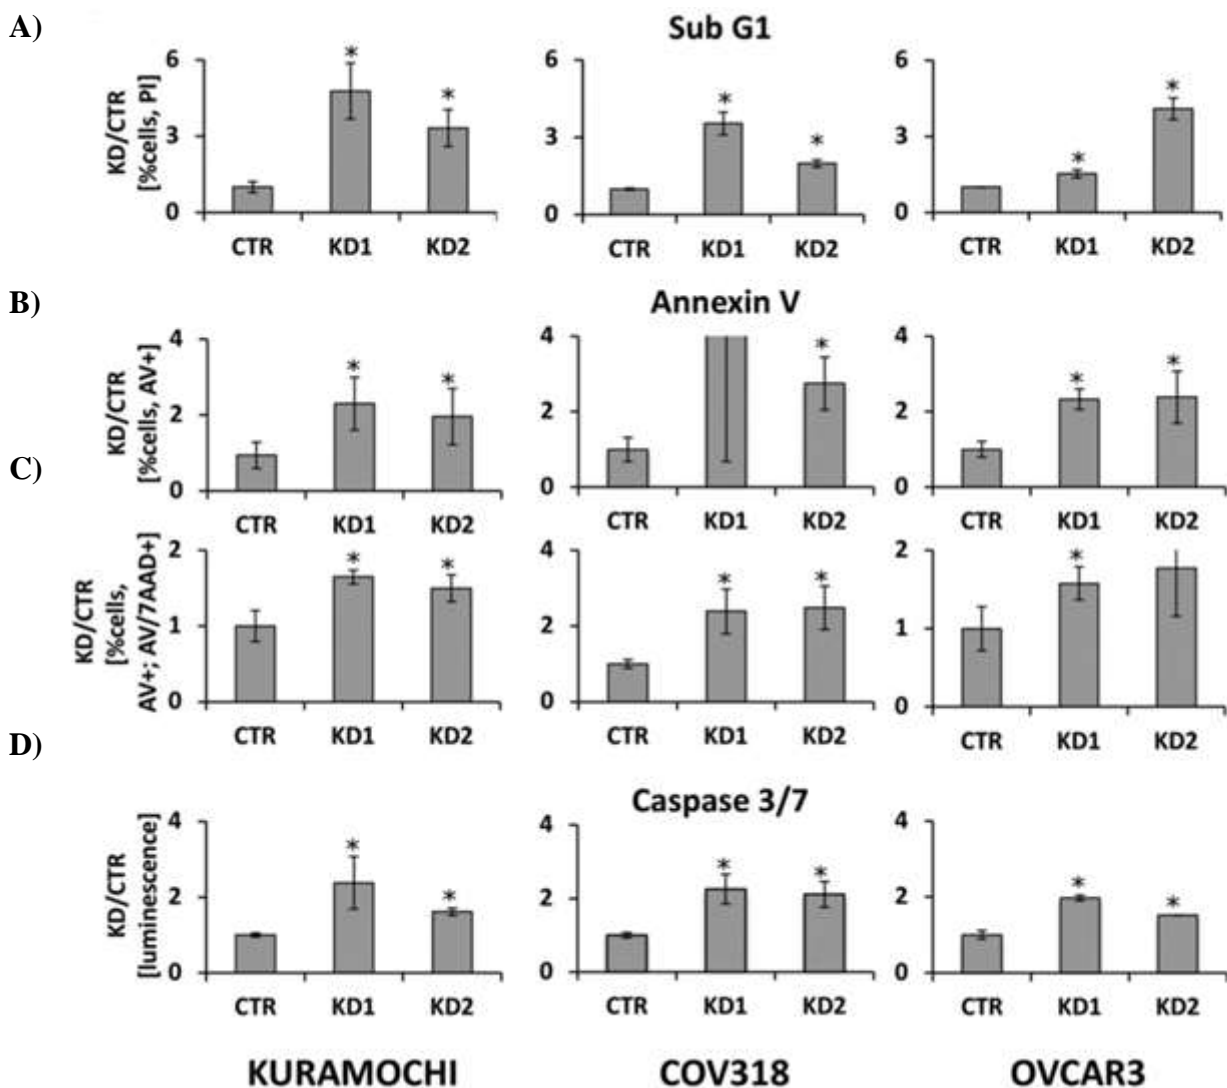 A)
Sub G1
KD/CTR
[%cells, PI]
6
3
0
*
*
CTR KD1 KD2
6
3
0
*
*
CTR KD1 KD2
6
3
0
*
*
CTR KD1 KD2
B)
Annexin V
KD/CTR
[%cells, AV+]
4
2
0
*
*
CTR KD1 KD2
4
2
0
*
CTR KD1 KD2
4
2
0
*
*
CTR KD1 KD2
C)
KD/CTR
[%cells,
AV+; AV/7AAD+]
2
1
0
*
*
CTR KD1 KD2
4
2
0
*
*
CTR KD1 KD2
2
1
0
*
CTR KD1 KD2
D)
Caspase 3/7
KD/CTR
[luminescence]
4
2
0
*
*
CTR KD1 KD2
4
2
0
*
*
CTR KD1 KD2
4
2
0
*
*
CTR KD1 KD2
KURAMOCHI COV318 OVCAR3